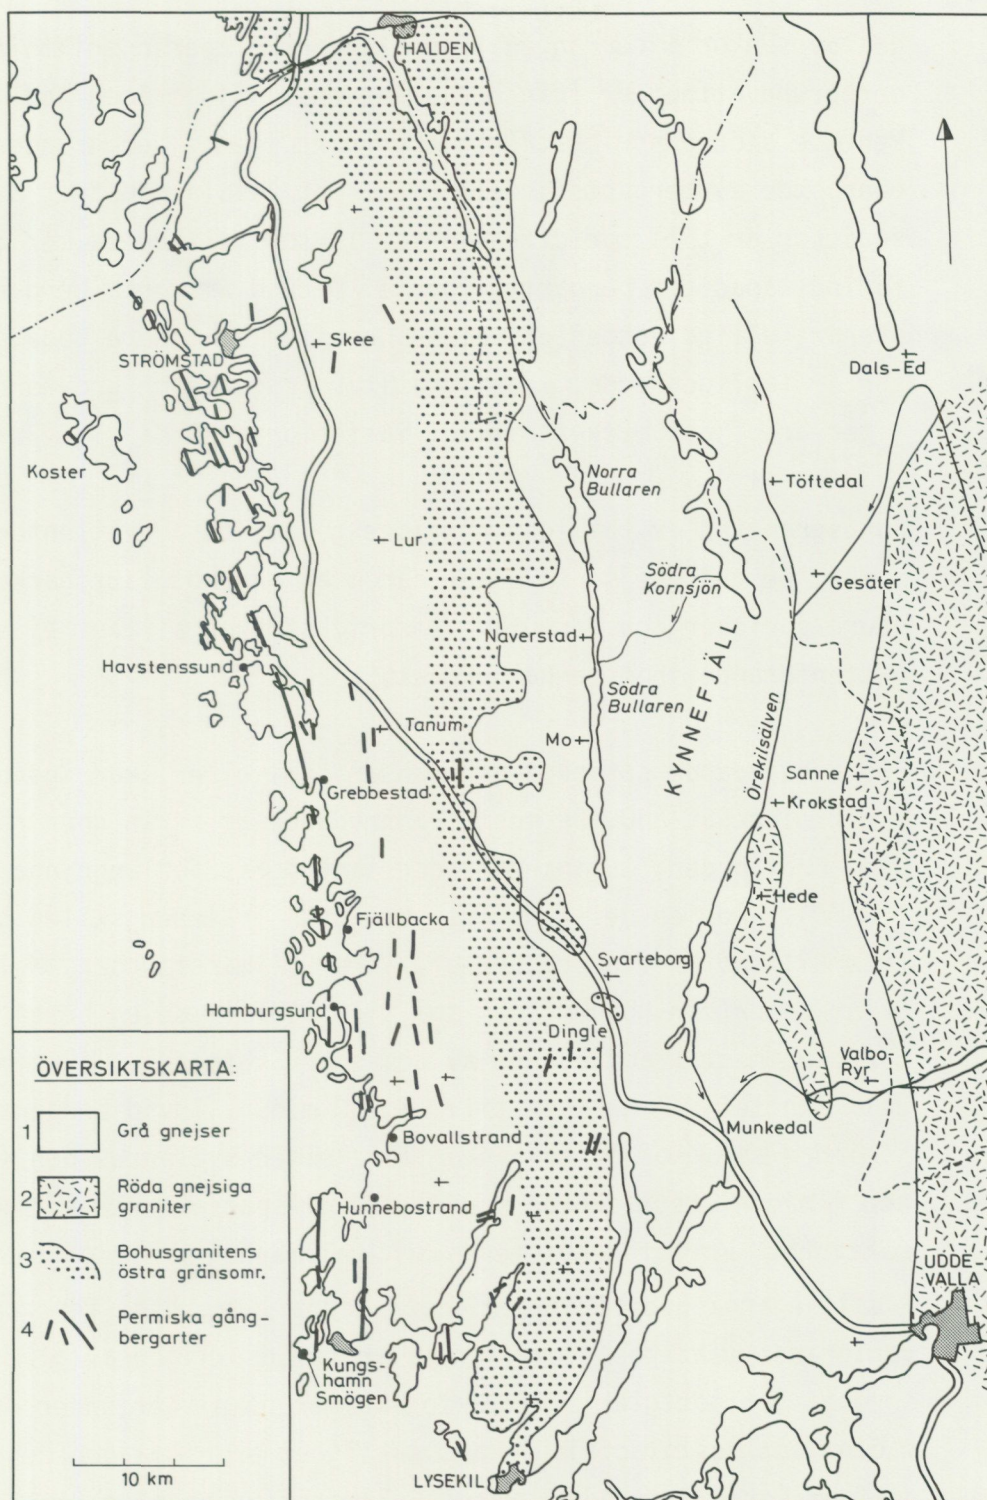 HALDEN
Skee
STRÖMSTAD
Dals-Ed
Koster
Norra
Bullaren
Töftedal
Lur
Södra
Kornsjön
Gesäter
Naverstad
KYNNEFJÄLL
Havstenssund
Södra
Bullaren
Örekilsälven
Tanum
Mo
Sanne
Grebbestad
Krokstad
Hede
Fjällbacka
Svarteborg
Hamburgsund
Dingle
Valbo-
Ryr
Munkedal
Bovallstrand
Hunnebostrand
UDDE-
VALLA
Kungs-
hamn
Smögen
LYSEKIL
ÖVERSIKTSKARTA:
1 Grå gnejser
2 Röda gnejsiga
graniter
3 Bohusgranitens
östra gränsomr.
4 Permiska gång-
bergarter
10 km